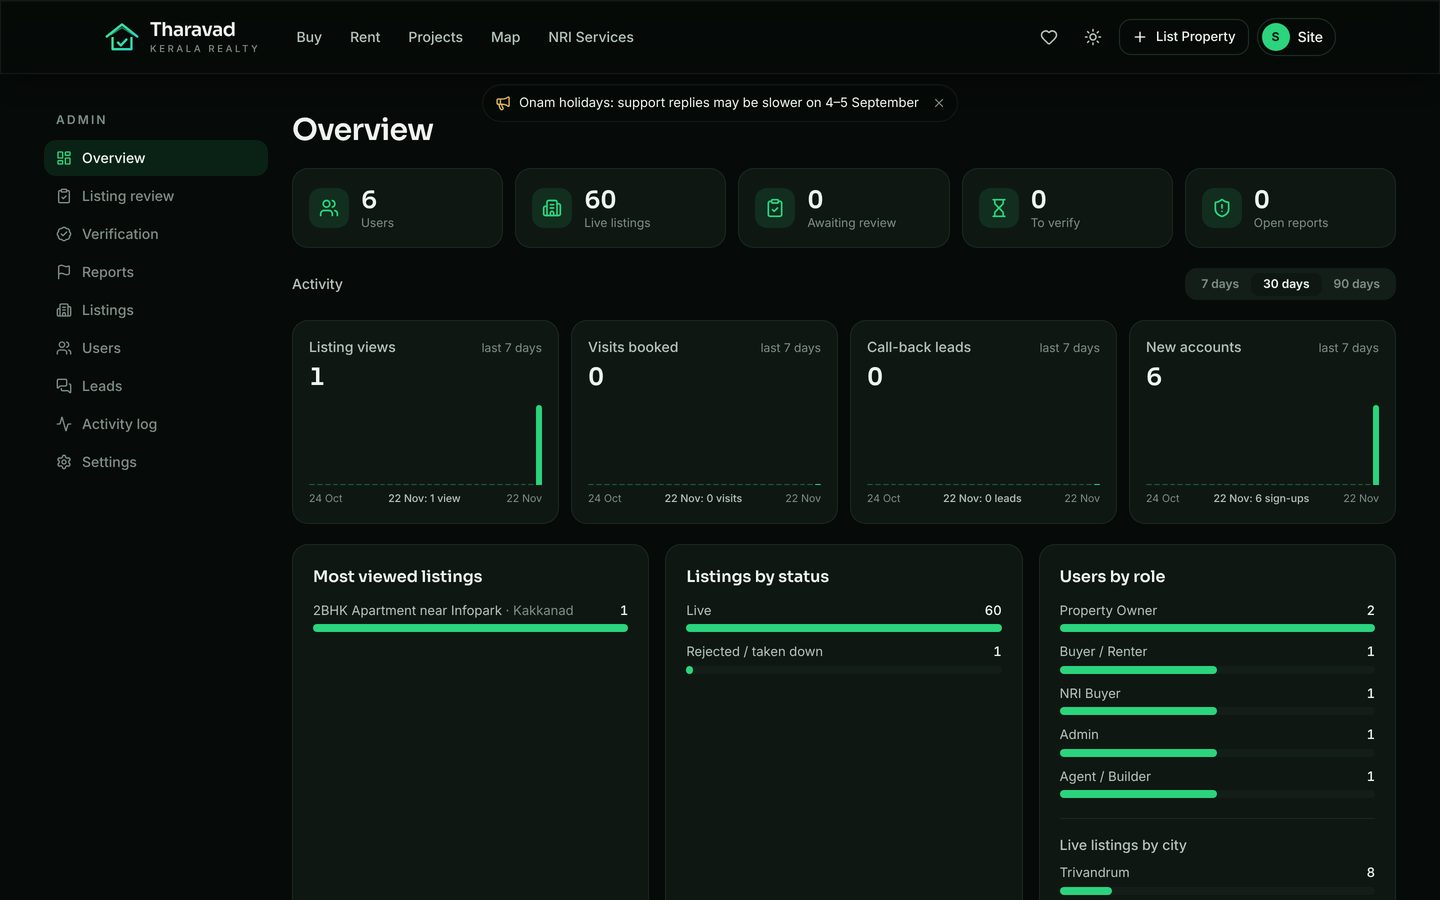 Tharavad
KERALA REALTY
Buy
Rent
Projects
Map
NRI Services
List Property
S
Site
Onam holidays: support replies may be slower on 4–5 September
ADMIN
Overview
Listing review
Verification
Reports
Listings
Users
Leads
Activity log
Settings
Overview
6
Users
60
Live listings
0
Awaiting review
0
To verify
0
Open reports
Activity
7 days
30 days
90 days
Listing views
last 7 days
1
24 Oct
22 Nov: 1 view
22 Nov
Visits booked
last 7 days
0
24 Oct
22 Nov: 0 visits
22 Nov
Call-back leads
last 7 days
0
24 Oct
22 Nov: 0 leads
22 Nov
New accounts
last 7 days
6
24 Oct
22 Nov: 6 sign-ups
22 Nov
Most viewed listings
2BHK Apartment near Infopark · Kakkanad 1
Listings by status
Live 60
Rejected / taken down 1
Users by role
Property Owner 2
Buyer / Renter 1
NRI Buyer 1
Admin 1
Agent / Builder 1
Live listings by city
Trivandrum 8